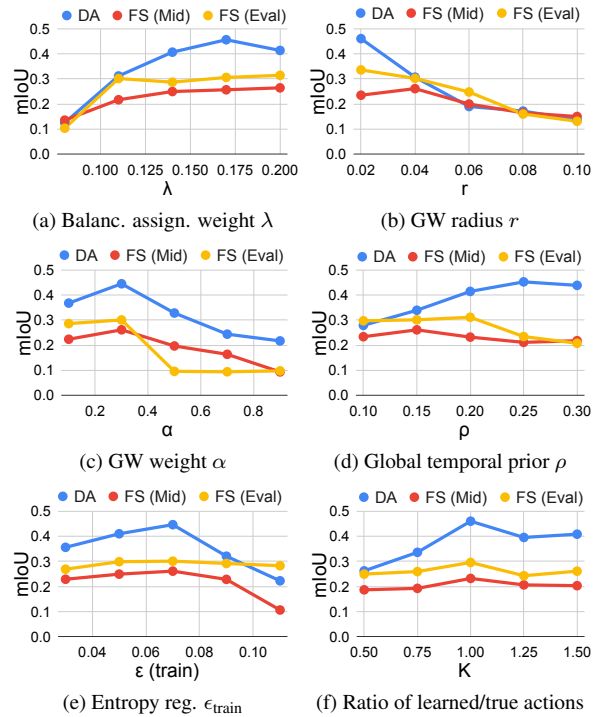 DA FS (Mid) FS (Eval)
0.5
0.4
0.3
0.2
0.1
0.0
mIoU
0.100 0.125 0.150 0.175 0.200
λ
(a) Balanc. assign. weight λ
DA FS (Mid) FS (Eval)
0.5
0.4
0.3
0.2
0.1
0.0
mIoU
0.02 0.04 0.06 0.08 0.10
r
(b) GW radius r
DA FS (Mid) FS (Eval)
0.5
0.4
0.3
0.2
0.1
0.0
mIoU
0.2 0.4 0.6 0.8
α
(c) GW weight α
DA FS (Mid) FS (Eval)
0.5
0.4
0.3
0.2
0.1
0.0
mIoU
0.10 0.15 0.20 0.25 0.30
ρ
(d) Global temporal prior ρ
DA FS (Mid) FS (Eval)
0.5
0.4
0.3
0.2
0.1
0.0
mIoU
0.04 0.06 0.08 0.10
ε (train)
(e) Entropy reg. ϵtrain
DA FS (Mid) FS (Eval)
0.5
0.4
0.3
0.2
0.1
0.0
mIoU
0.50 0.75 1.00 1.25 1.50
K
(f) Ratio of learned/true actions